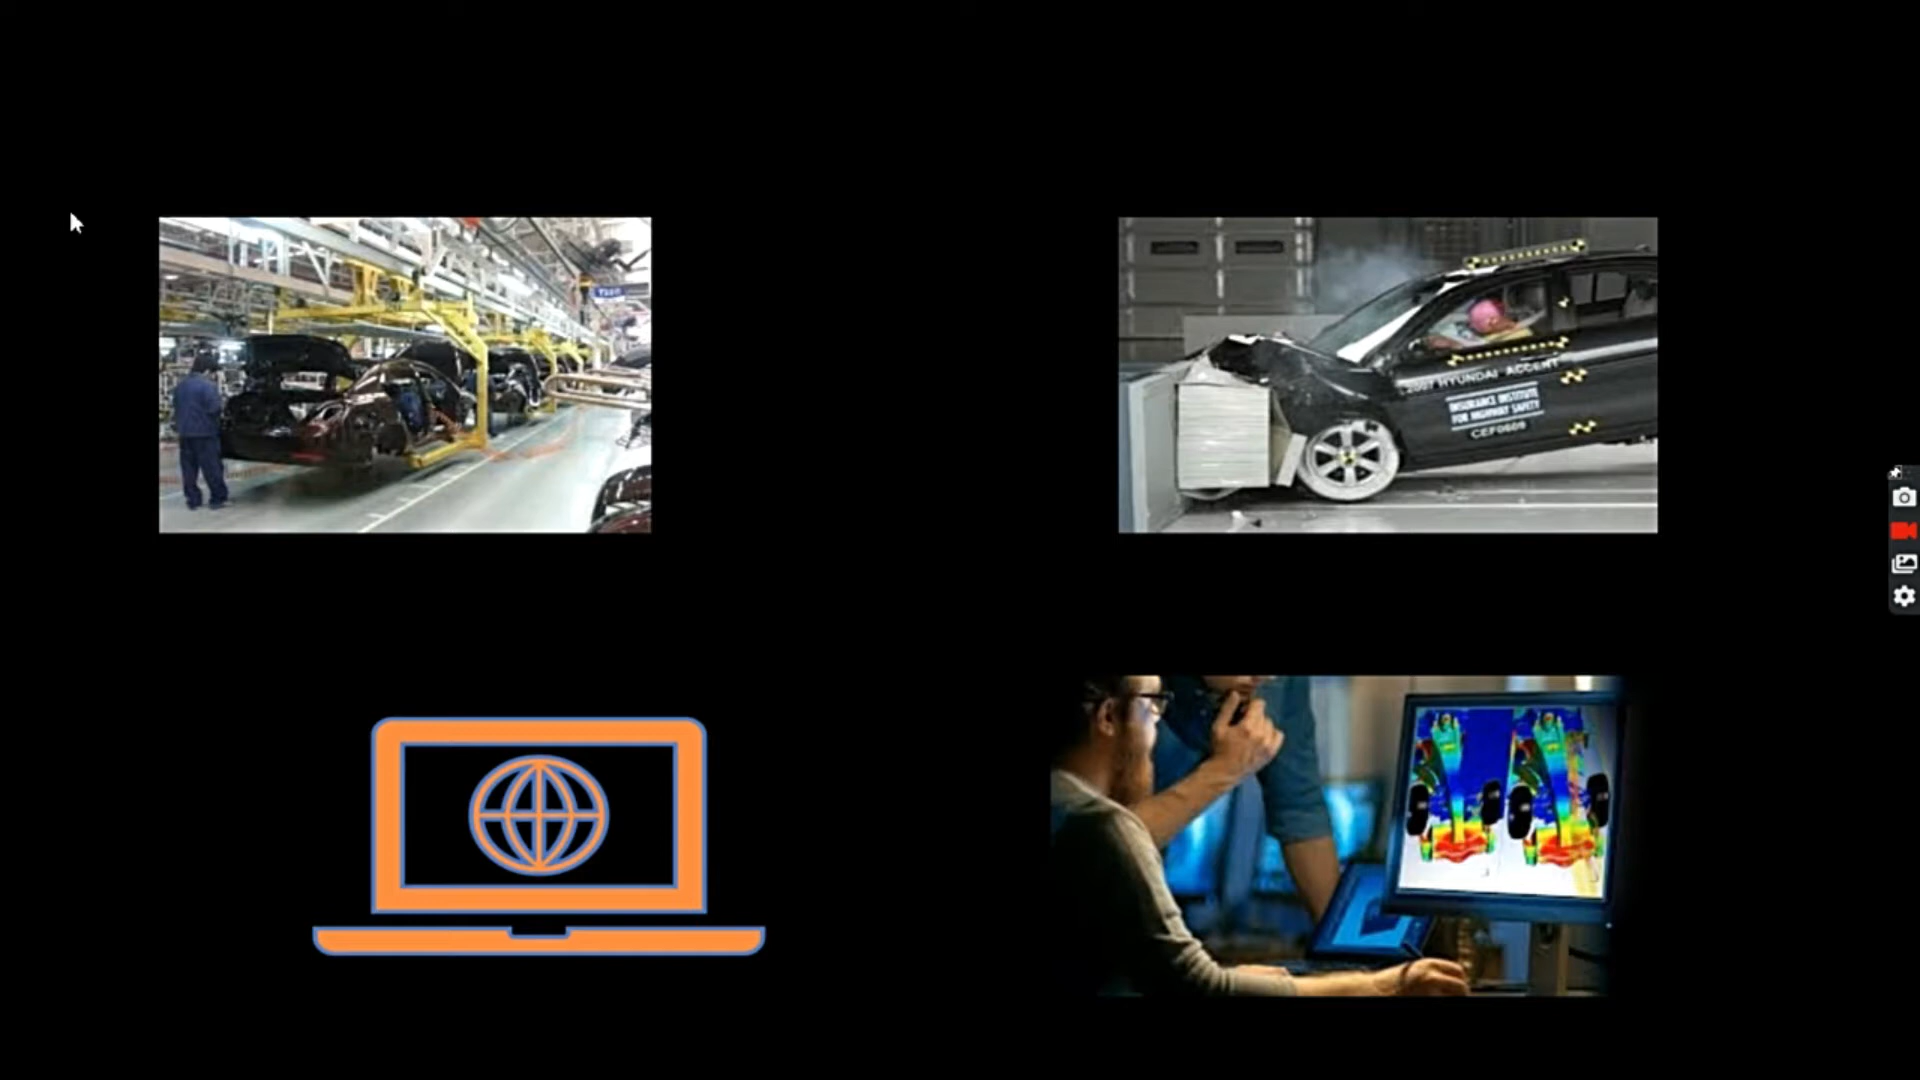 2007 HYUNDAI ACCENT
INSURANCE INSTITUTE
FOR HIGHWAY SAFETY
CEF0609